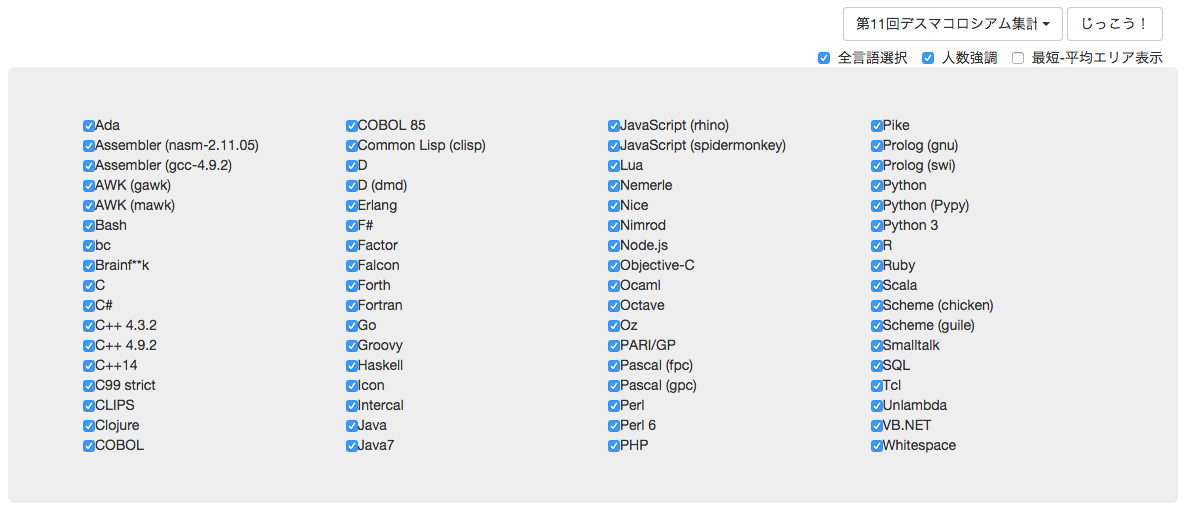 第11回デスマコロシアム集計 じっこう！
全言語選択 人数強調 最短-平均エリア表示
Ada
Assembler (nasm-2.11.05)
Assembler (gcc-4.9.2)
AWK (gawk)
AWK (mawk)
Bash
bc
Brainf**k
C
C#
C++ 4.3.2
C++ 4.9.2
C++14
C99 strict
CLIPS
Clojure
COBOL
COBOL 85
Common Lisp (clisp)
D
D (dmd)
Erlang
F#
Factor
Falcon
Forth
Fortran
Go
Groovy
Haskell
Icon
Intercal
Java
Java7
JavaScript (rhino)
JavaScript (spidermonkey)
Lua
Nemerle
Nice
Nimrod
Node.js
Objective-C
Ocaml
Octave
Oz
PARI/GP
Pascal (fpc)
Pascal (gpc)
Perl
Perl 6
PHP
Pike
Prolog (gnu)
Prolog (swi)
Python
Python (Pypy)
Python 3
R
Ruby
Scala
Scheme (chicken)
Scheme (guile)
Smalltalk
SQL
Tcl
Unlambda
VB.NET
Whitespace